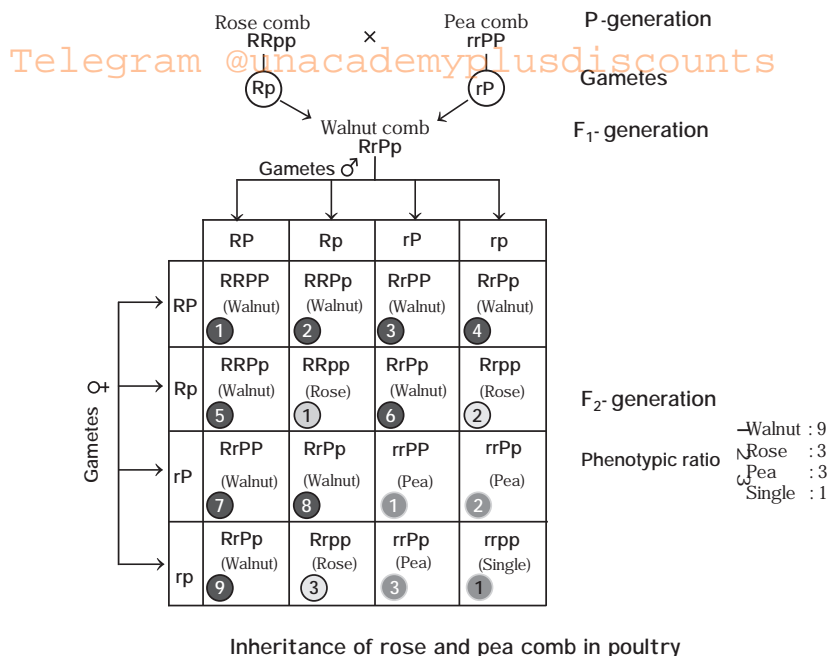 Rose comb Pea comb P-generation
RRpp × rrPP
Telegram @unacademyplusdiscounts
Rp rP Gametes
Walnut comb F1- generation
RrPp
Gametes ♂
RP Rp rP rp
RP RRPP RRPp RrPP RrPp
(Walnut) (Walnut) (Walnut) (Walnut)
1 2 3 4
Rp RRPp RRpp RrPp Rrpp
(Walnut) (Rose) (Walnut) (Rose)
5 1 6 2
rP RrPP RrPp rrPP rrPp
(Walnut) (Walnut) (Pea) (Pea)
7 8 1 2
rp RrPp Rrpp rrPp rrpp
(Walnut) (Rose) (Pea) (Single)
9 3 3 1
Gametes ♀
F2- generation
Phenotypic ratio
1 2 3
Walnut : 9
Rose : 3
Pea : 3
Single : 1
Inheritance of rose and pea comb in poultry